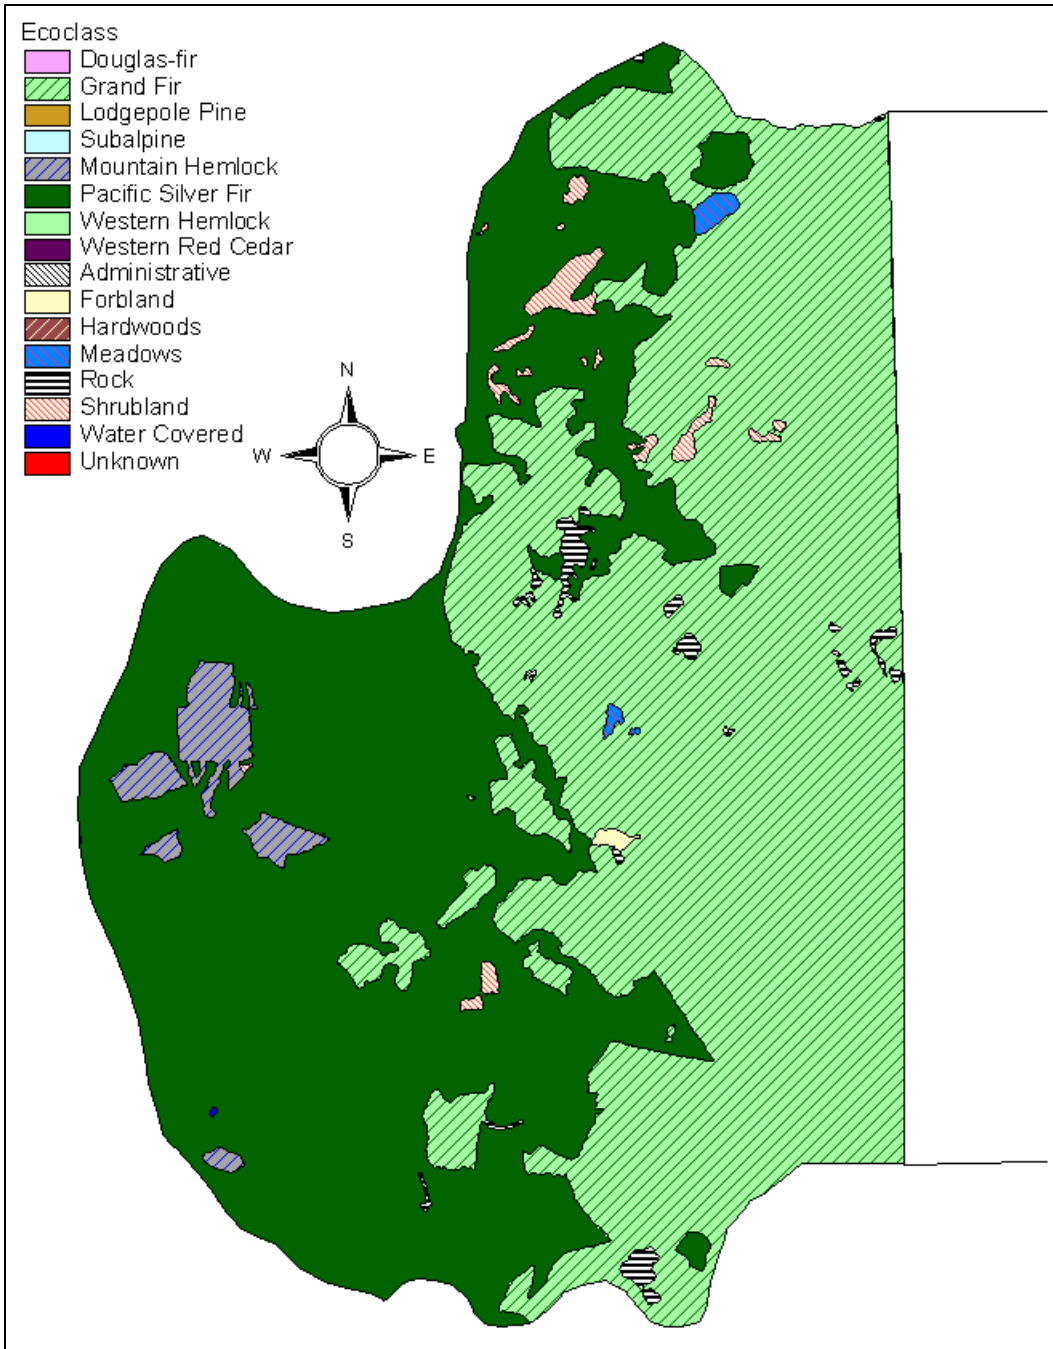 Ecoclass
Douglas-fir
Grand Fir
Lodgepole Pine
Subalpine
Mountain Hemlock
Pacific Silver Fir
Western Hemlock
Western Red Cedar
Administrative
Forbland
Hardwoods
Meadows
Rock
Shrubland
Water Covered
Unknown
N
W E
S